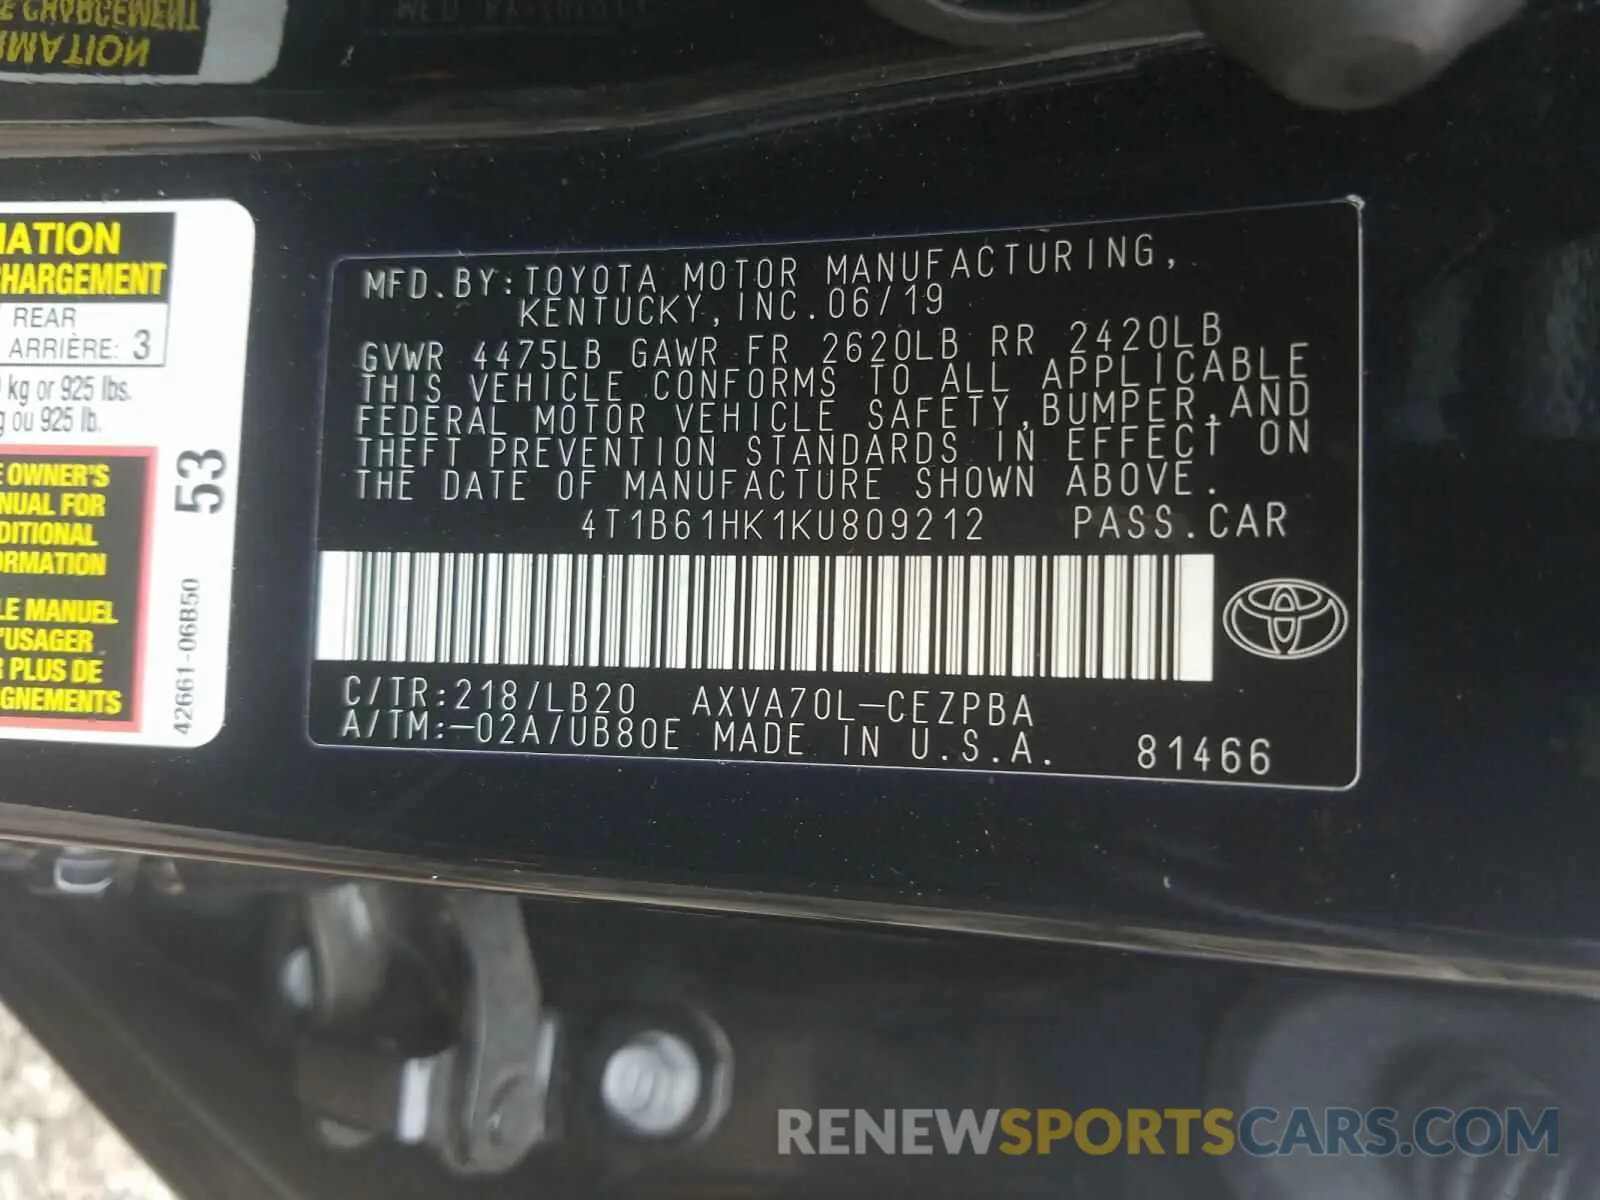 E CHARGEMENT
MATION
MATION
CHARGEMENT
REAR
ARRIÈRE: 3
kg or 925 lbs.
ou 925 lb.
OWNER'S
NUAL FOR
DITIONAL
ORMATION
LE MANUEL
'USAGER
PLUS DE
GNEMENTS
53
42661-06B50
MFD.BY:TOYOTA MOTOR MANUFACTURING,
KENTUCKY,INC.06/19
GVWR 4475LB GAWR FR 2620LB RR 2420LB
THIS VEHICLE CONFORMS TO ALL APPLICABLE
FEDERAL MOTOR VEHICLE SAFETY,BUMPER,AND
THEFT PREVENTION STANDARDS IN EFFECT ON
THE DATE OF MANUFACTURE SHOWN ABOVE.
4T1B61HK1KU809212 PASS.CAR
C/TR:218/LB20 AXVA70L-CEZPBA
A/TM:-02A/UB80E MADE IN U.S.A. 81466
RENEWSPORTSCARS.COM